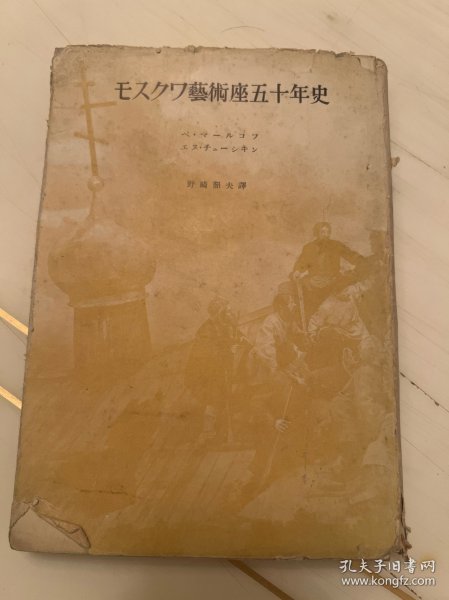 モスクワ藝術座五十年史
ペ・マールコフ
エヌ・チューシキン
野崎韶夫譯
孔夫子旧书网
www.kongfz.com